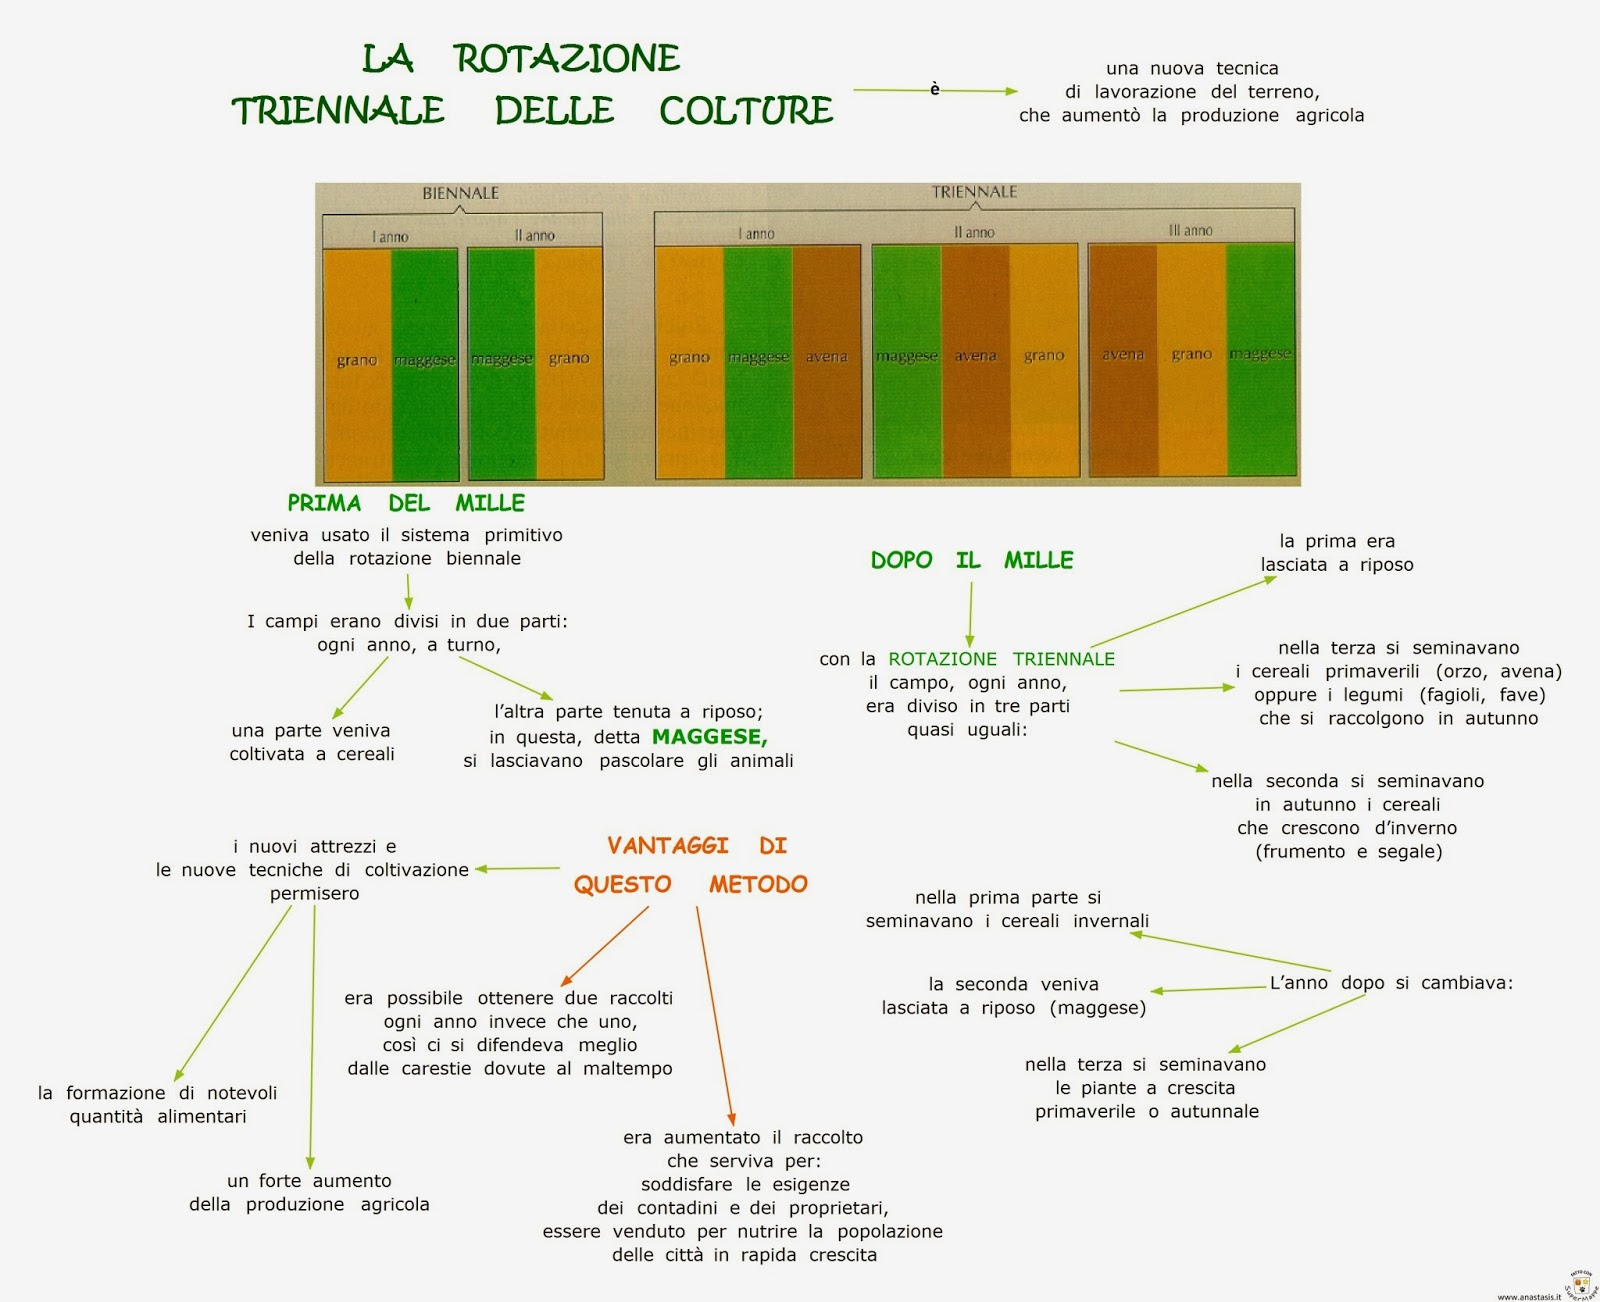 LA ROTAZIONE
TRIENNALE DELLE COLTURE
è
una nuova tecnica
di lavorazione del terreno,
che aumentò la produzione agricola
BIENNALE
I anno
II anno
grano
maggese
maggese
grano
TRIENNALE
I anno
II anno
III anno
grano
maggese
avena
maggese
avena
grano
avena
grano
maggese
PRIMA DEL MILLE
veniva usato il sistema primitivo
della rotazione biennale
I campi erano divisi in due parti:
ogni anno, a turno,
una parte veniva
coltivata a cereali
l'altra parte tenuta a riposo;
in questa, detta MAGGESE,
si lasciavano pascolare gli animali
DOPO IL MILLE
con la ROTAZIONE TRIENNALE
il campo, ogni anno,
era diviso in tre parti
quasi uguali:
la prima era
lasciata a riposo
nella terza si seminavano
i cereali primaverili (orzo, avena)
oppure i legumi (fagioli, fave)
che si raccolgono in autunno
nella seconda si seminavano
in autunno i cereali
che crescono d'inverno
(frumento e segale)
L'anno dopo si cambiava:
nella prima parte si
seminavano i cereali invernali
la seconda veniva
lasciata a riposo (maggese)
nella terza si seminavano
le piante a crescita
primaverile o autunnale
VANTAGGI DI
QUESTO METODO
i nuovi attrezzi e
le nuove tecniche di coltivazione
permisero
la formazione di notevoli
quantità alimentari
un forte aumento
della produzione agricola
era possibile ottenere due raccolti
ogni anno invece che uno,
così ci si difendeva meglio
dalle carestie dovute al maltempo
era aumentato il raccolto
che serviva per:
soddisfare le esigenze
dei contadini e dei proprietari,
essere venduto per nutrire la popolazione
delle città in rapida crescita
FATTO CON
SUPERMAPPE
www.anastasis.it